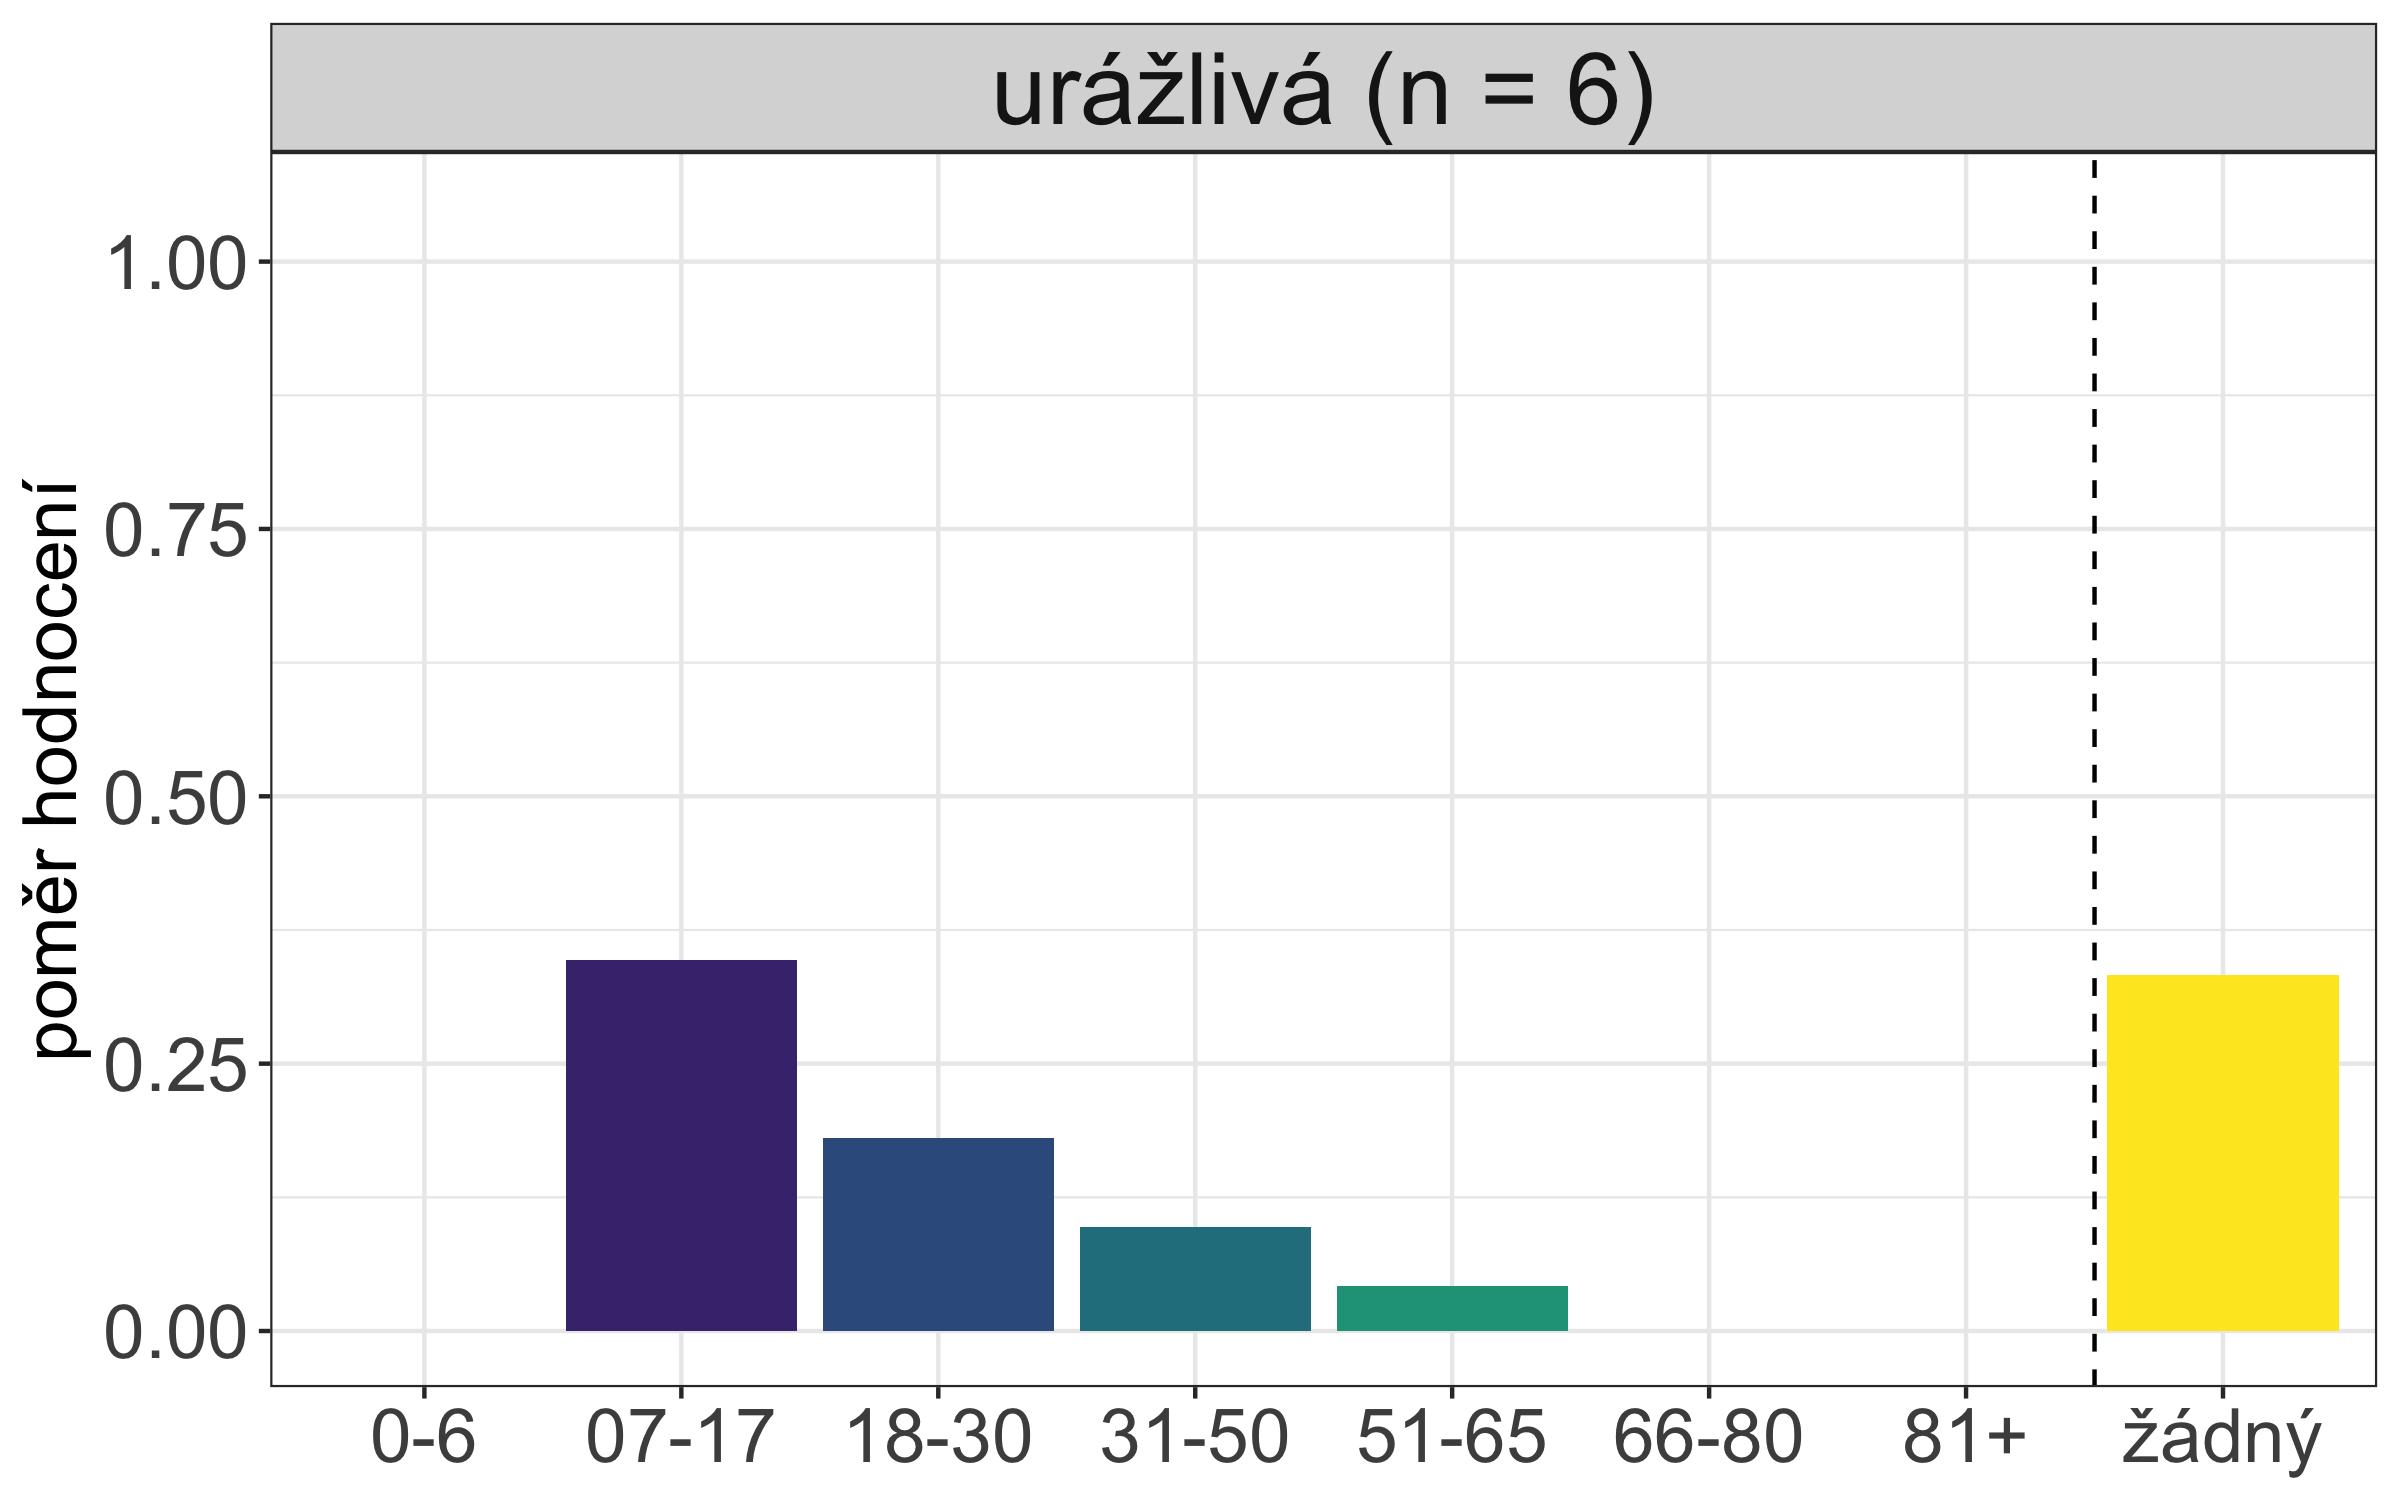 urážlivá (n = 6)
poměr hodnocení
1.00
0.75
0.50
0.25
0.00
0-6 07-17 18-30 31-50 51-65 66-80 81+ žádný